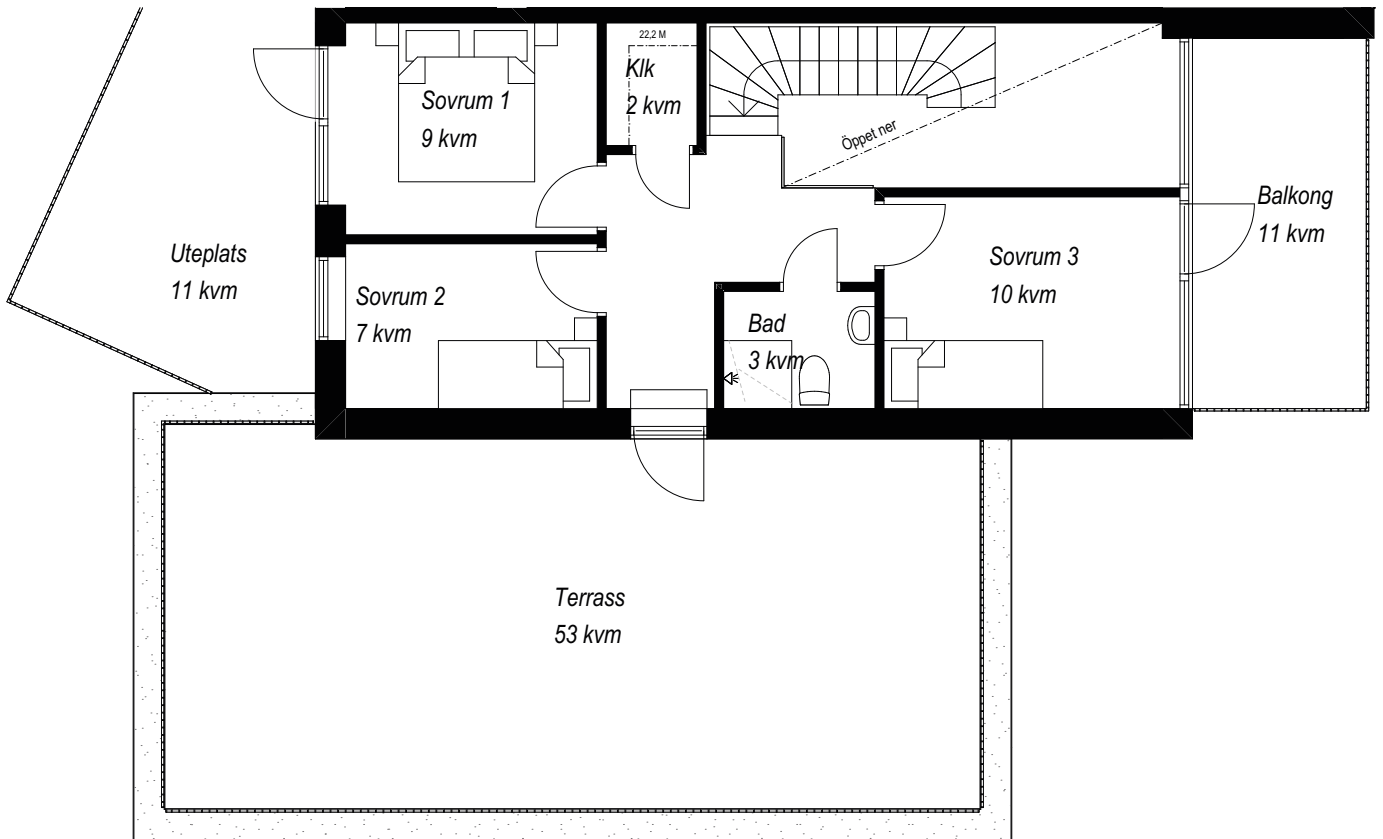 22,2 M
Klk
2 kvm
Sovrum 1
9 kvm
Öppet ner
Balkong
11 kvm
Uteplats
11 kvm
Sovrum 2
7 kvm
Sovrum 3
10 kvm
Bad
3 kvm
Terrass
53 kvm